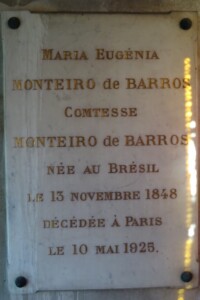 MARIA EUGÉNIA
MONTEIRO de BARROS
COMTESSE
MONTEIRO de BARROS
NÉE AU BRÉSIL
LE 13 NOVEMBRE 1848
DÉCÉDÉE À PARIS
LE 10 MAI 1925.